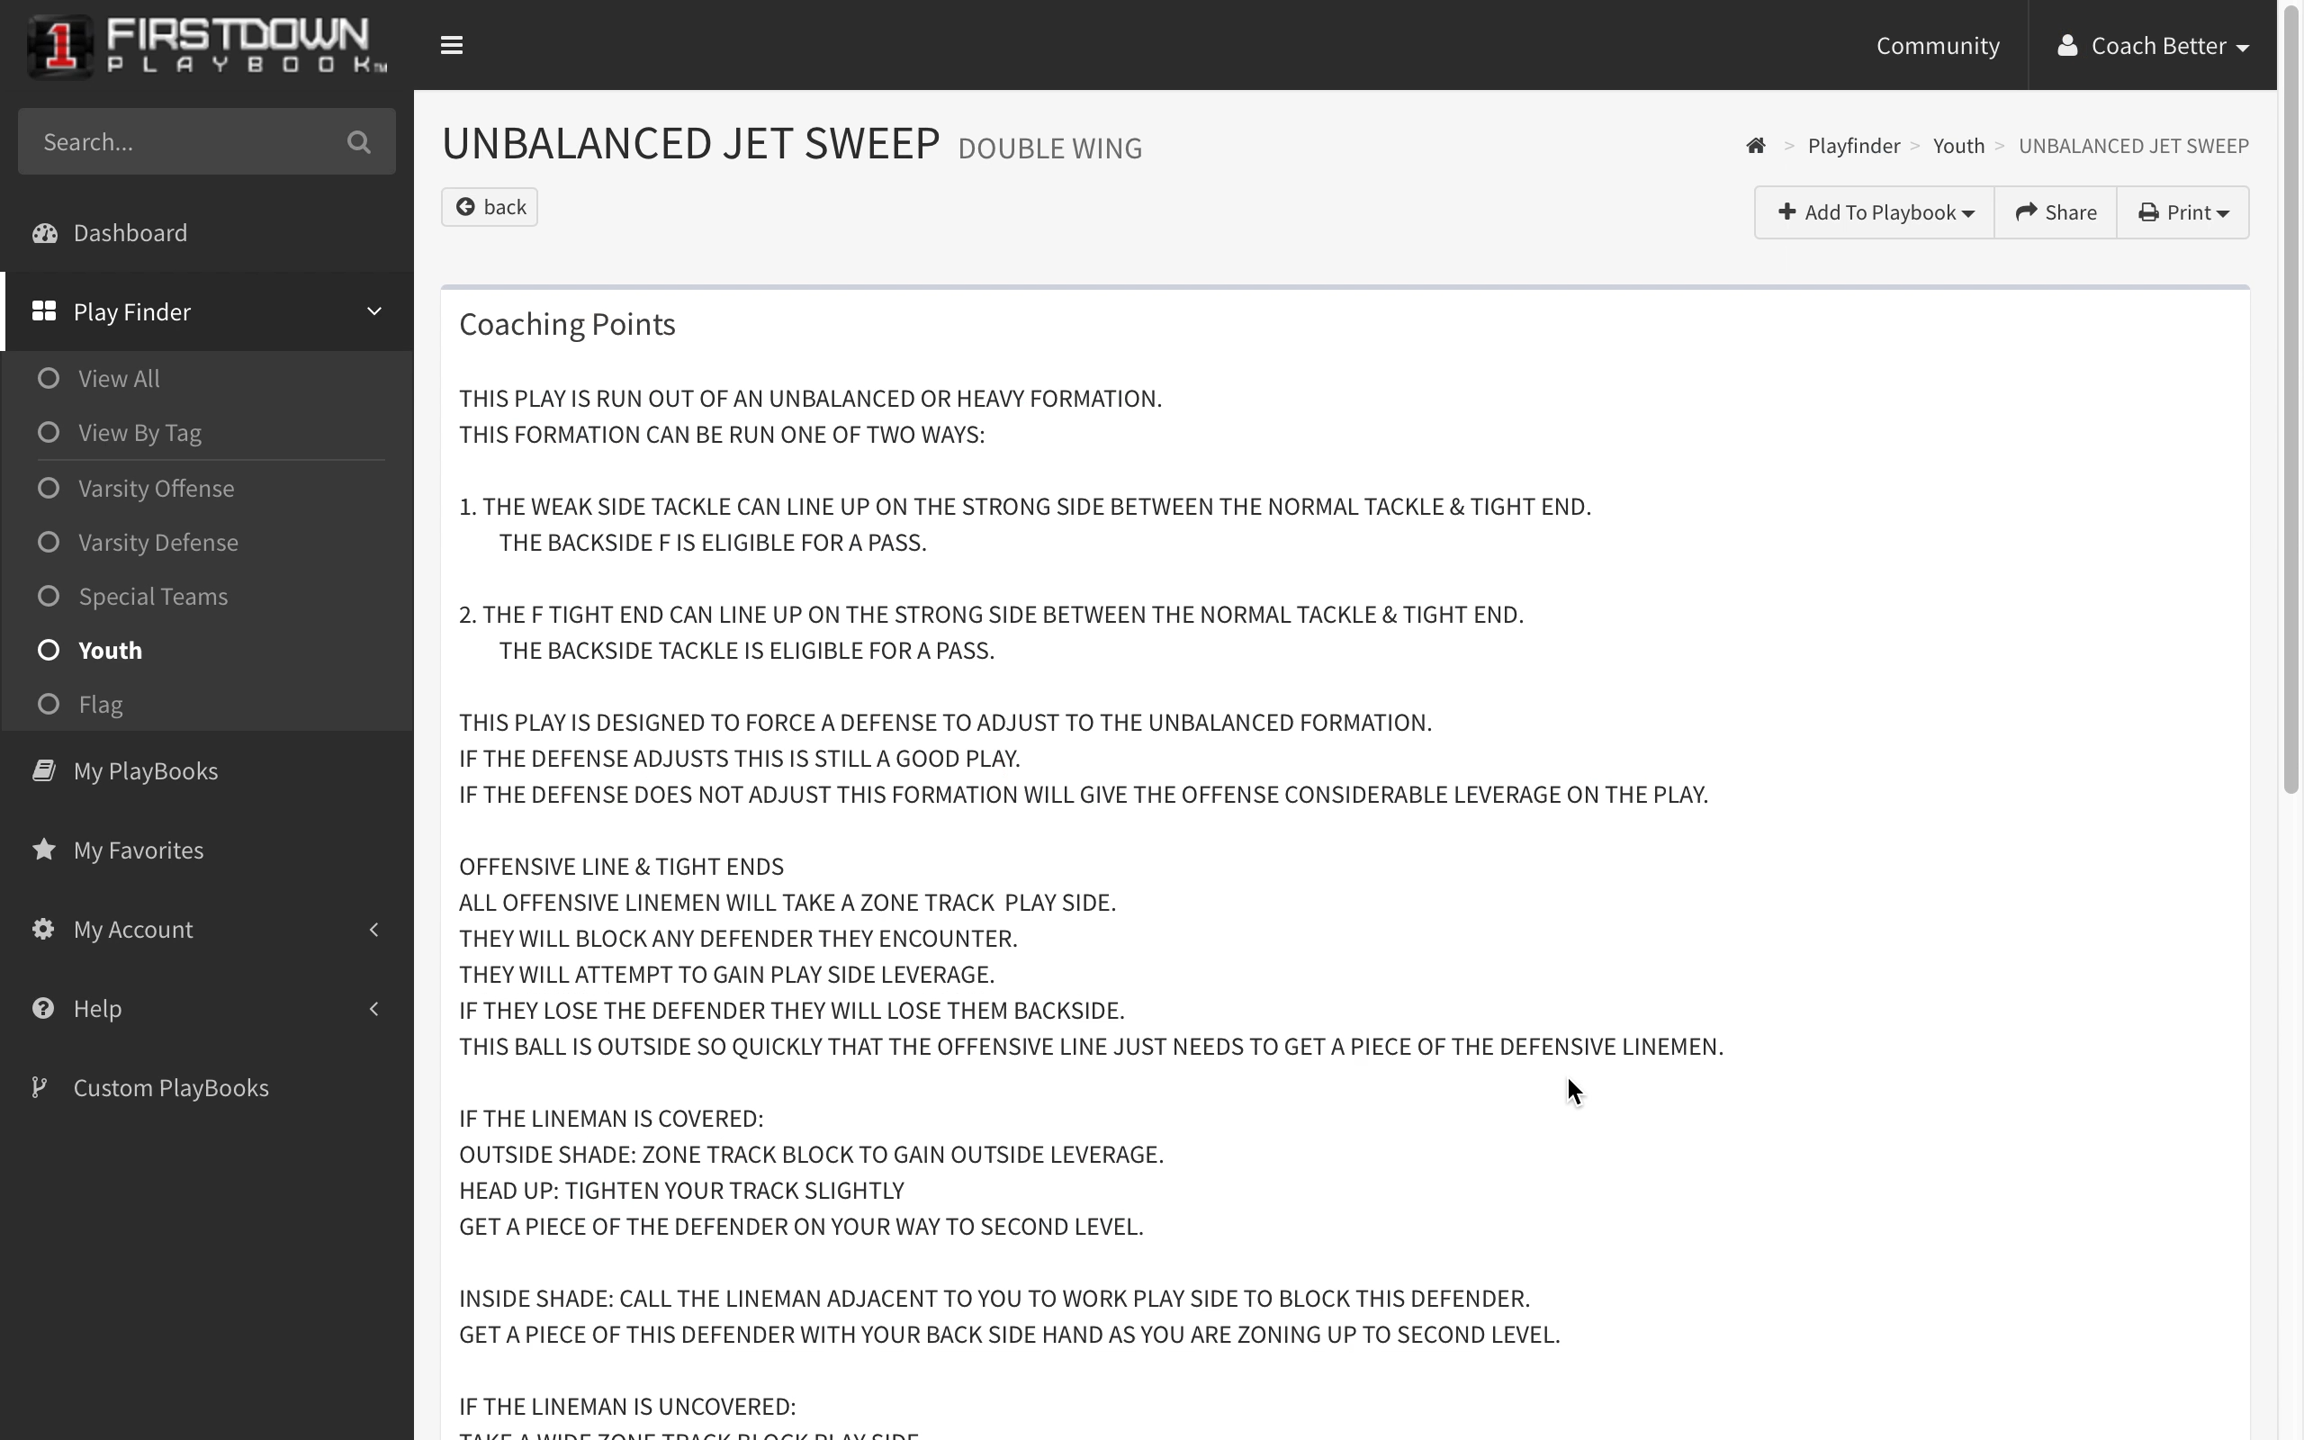 1 FIRSTDOWN
PLAYBOOK™
Community
Coach Better
Search...
Dashboard
Play Finder
View All
View By Tag
Varsity Offense
Varsity Defense
Special Teams
Youth
Flag
My PlayBooks
My Favorites
My Account
Help
Custom PlayBooks
UNBALANCED JET SWEEP DOUBLE WING
> Playfinder > Youth > UNBALANCED JET SWEEP
back
Add To Playbook
Share
Print
Coaching Points
THIS PLAY IS RUN OUT OF AN UNBALANCED OR HEAVY FORMATION.
THIS FORMATION CAN BE RUN ONE OF TWO WAYS:
1. THE WEAK SIDE TACKLE CAN LINE UP ON THE STRONG SIDE BETWEEN THE NORMAL TACKLE & TIGHT END.
THE BACKSIDE F IS ELIGIBLE FOR A PASS.
2. THE F TIGHT END CAN LINE UP ON THE STRONG SIDE BETWEEN THE NORMAL TACKLE & TIGHT END.
THE BACKSIDE TACKLE IS ELIGIBLE FOR A PASS.
THIS PLAY IS DESIGNED TO FORCE A DEFENSE TO ADJUST TO THE UNBALANCED FORMATION.
IF THE DEFENSE ADJUSTS THIS IS STILL A GOOD PLAY.
IF THE DEFENSE DOES NOT ADJUST THIS FORMATION WILL GIVE THE OFFENSE CONSIDERABLE LEVERAGE ON THE PLAY.
OFFENSIVE LINE & TIGHT ENDS
ALL OFFENSIVE LINEMEN WILL TAKE A ZONE TRACK  PLAY SIDE.
THEY WILL BLOCK ANY DEFENDER THEY ENCOUNTER.
THEY WILL ATTEMPT TO GAIN PLAY SIDE LEVERAGE.
IF THEY LOSE THE DEFENDER THEY WILL LOSE THEM BACKSIDE.
THIS BALL IS OUTSIDE SO QUICKLY THAT THE OFFENSIVE LINE JUST NEEDS TO GET A PIECE OF THE DEFENSIVE LINEMEN.
IF THE LINEMAN IS COVERED:
OUTSIDE SHADE: ZONE TRACK BLOCK TO GAIN OUTSIDE LEVERAGE.
HEAD UP: TIGHTEN YOUR TRACK SLIGHTLY
GET A PIECE OF THE DEFENDER ON YOUR WAY TO SECOND LEVEL.
INSIDE SHADE: CALL THE LINEMAN ADJACENT TO YOU TO WORK PLAY SIDE TO BLOCK THIS DEFENDER.
GET A PIECE OF THIS DEFENDER WITH YOUR BACK SIDE HAND AS YOU ARE ZONING UP TO SECOND LEVEL.
IF THE LINEMAN IS UNCOVERED:
TAKE A WIDE ZONE TRACK BLOCK PLAY SIDE